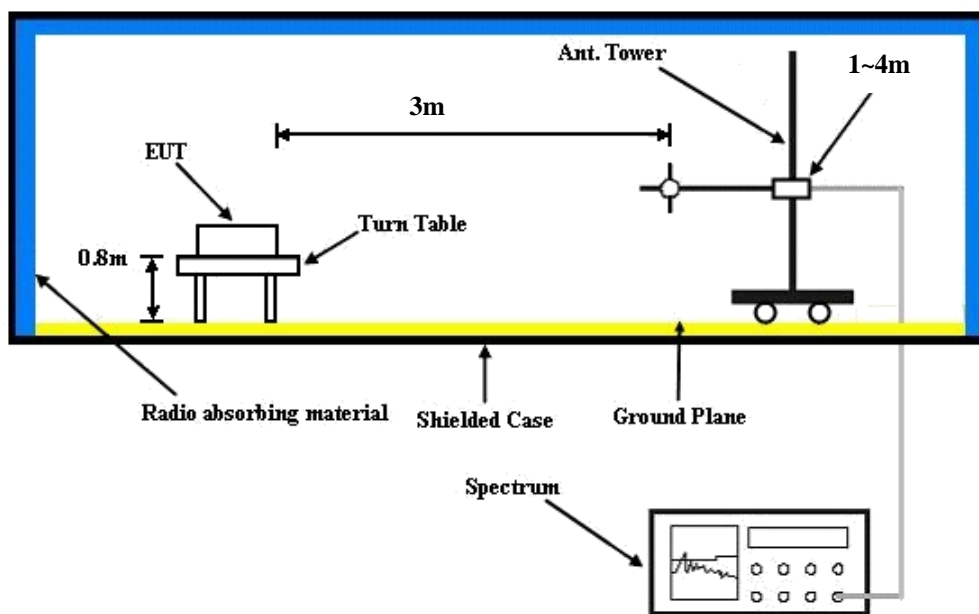 Ant. Tower
1~4m
3m
EUT
Turn Table
0.8m
Radio absorbing material
Shielded Case
Ground Plane
Spectrum